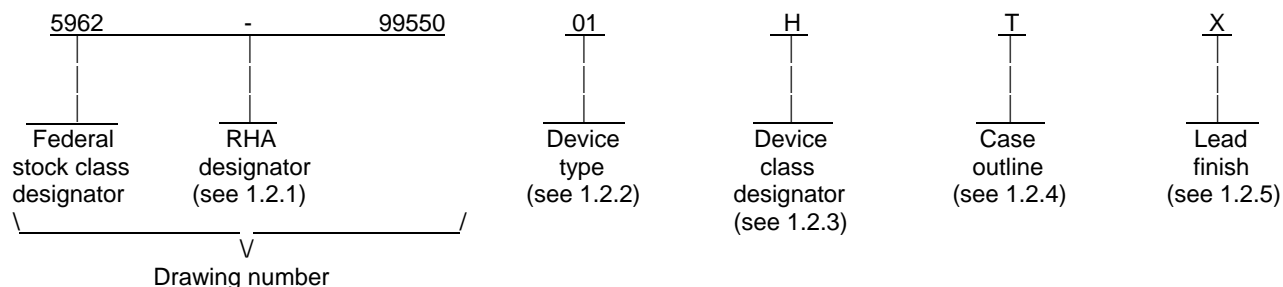 5962 - 99550 01 H T X
Federal stock class designator
RHA designator (see 1.2.1)
Device type (see 1.2.2)
Device class designator (see 1.2.3)
Case outline (see 1.2.4)
Lead finish (see 1.2.5)
\ /
\/
Drawing number